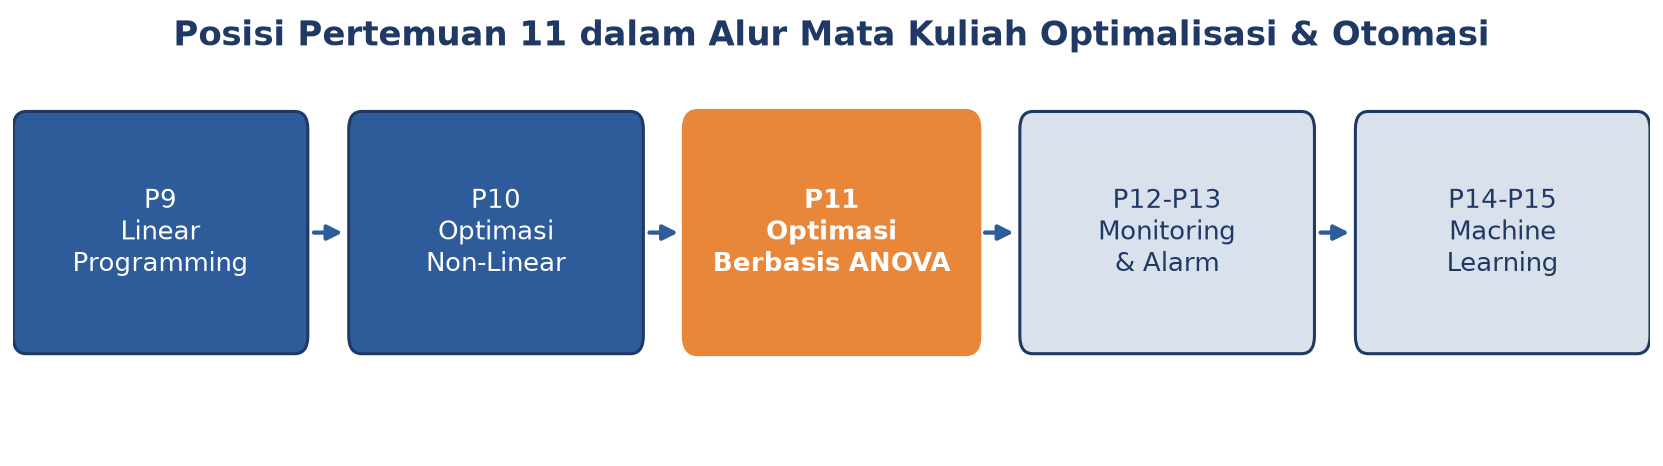 Posisi Pertemuan 11 dalam Alur Mata Kuliah Optimalisasi & Otomasi
P9
Linear
Programming
P10
Optimasi
Non-Linear
P11
Optimasi
Berbasis ANOVA
P12-P13
Monitoring
& Alarm
P14-P15
Machine
Learning